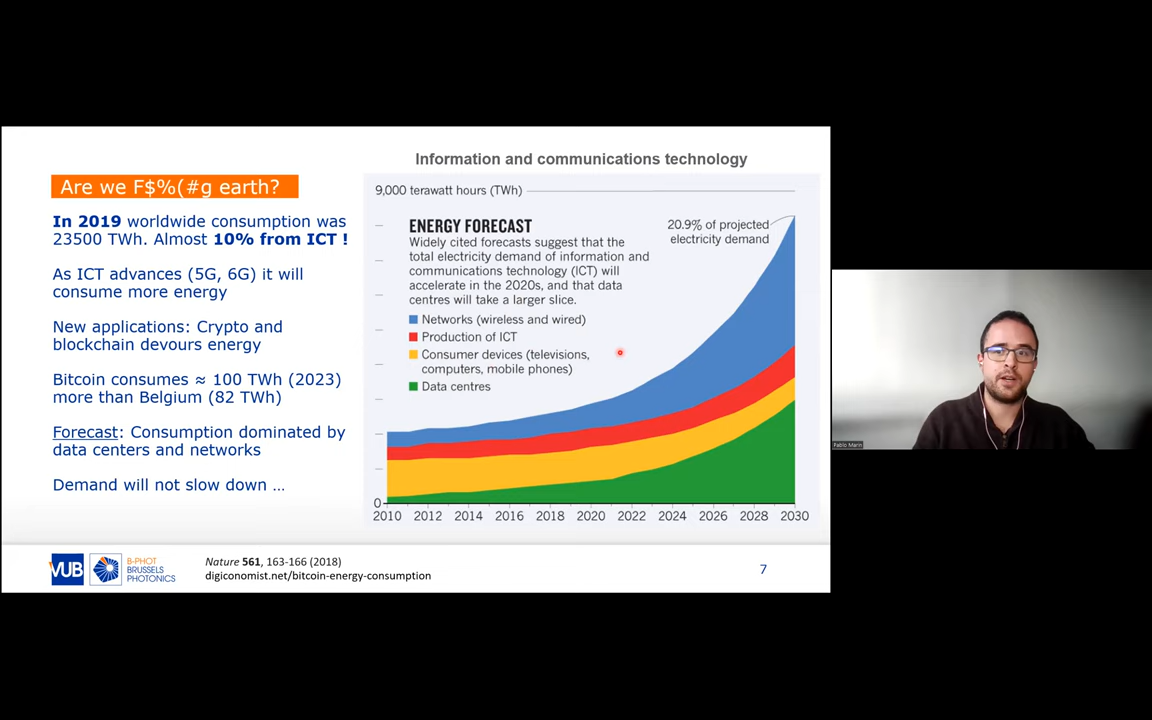 Information and communications technology
Are we F$%(#g earth?
In 2019 worldwide consumption was
23500 TWh. Almost 10% from ICT !
As ICT advances (5G, 6G) it will
consume more energy
New applications: Crypto and
blockchain devours energy
Bitcoin consumes ≈ 100 TWh (2023)
more than Belgium (82 TWh)
Forecast: Consumption dominated by
data centers and networks
Demand will not slow down …
9,000 terawatt hours (TWh)
ENERGY FORECAST
Widely cited forecasts suggest that the
total electricity demand of information and
communications technology (ICT) will
accelerate in the 2020s, and that data
centres will take a larger slice.
20.9% of projected
electricity demand
Networks (wireless and wired)
Production of ICT
Consumer devices (televisions,
computers, mobile phones)
Data centres
0
2010 2012 2014 2016 2018 2020 2022 2024 2026 2028 2030
VUB
B-PHOT
BRUSSELS
PHOTONICS
Nature 561, 163-166 (2018)
digiconomist.net/bitcoin-energy-consumption
7
Pablo Marin